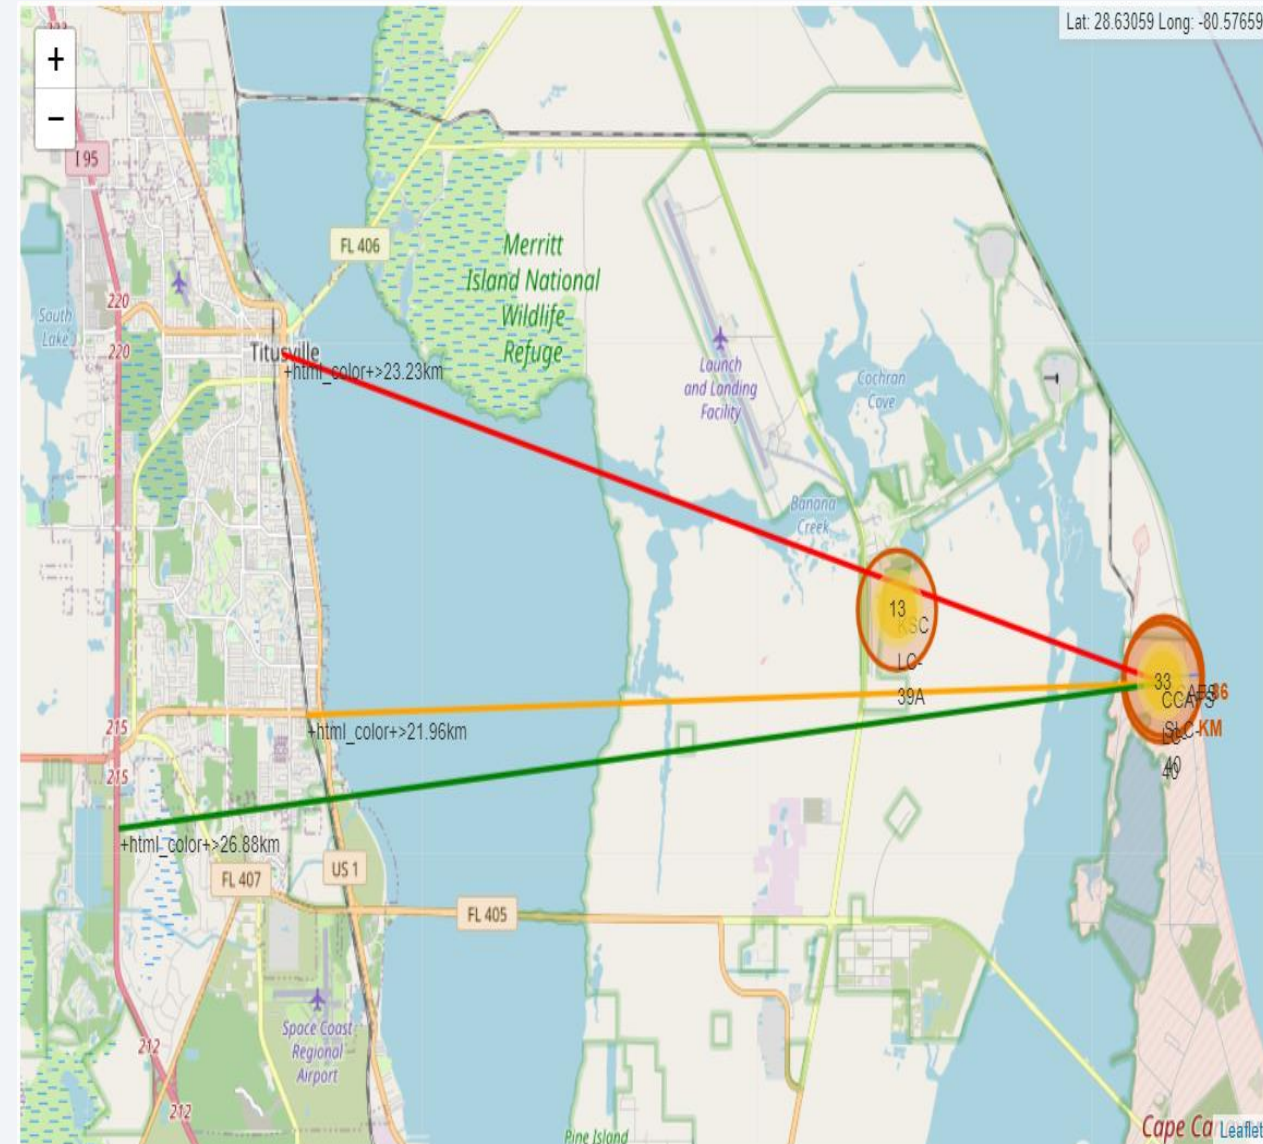 Lat: 28.63059 Long: -80.57659
+
−
I 95
FL 406
Merritt
Island National
Wildlife
Refuge
220
South
Lake
220
Titusville
+html_color+>23.23km
Launch
and Landing
Facility
Cochran
Cove
Banana
Creek
13
KSC
LC-
39A
33
CCAFS
SLC-
40
KM
215
+html_color+>21.96km
215
+html_color+>26.88km
FL 407
US 1
FL 405
Space Coast
Regional
Airport
212
212
Pine Island
Cape Ca
Leaflet